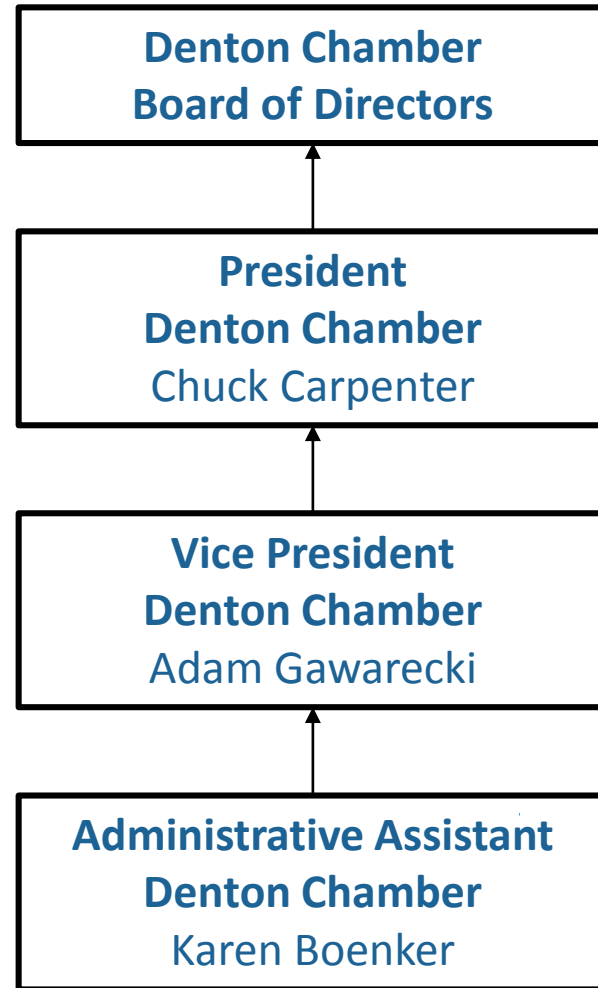 Denton Chamber
Board of Directors
President
Denton Chamber
Chuck Carpenter
Vice President
Denton Chamber
Adam Gawarecki
Administrative Assistant
Denton Chamber
Karen Boenker